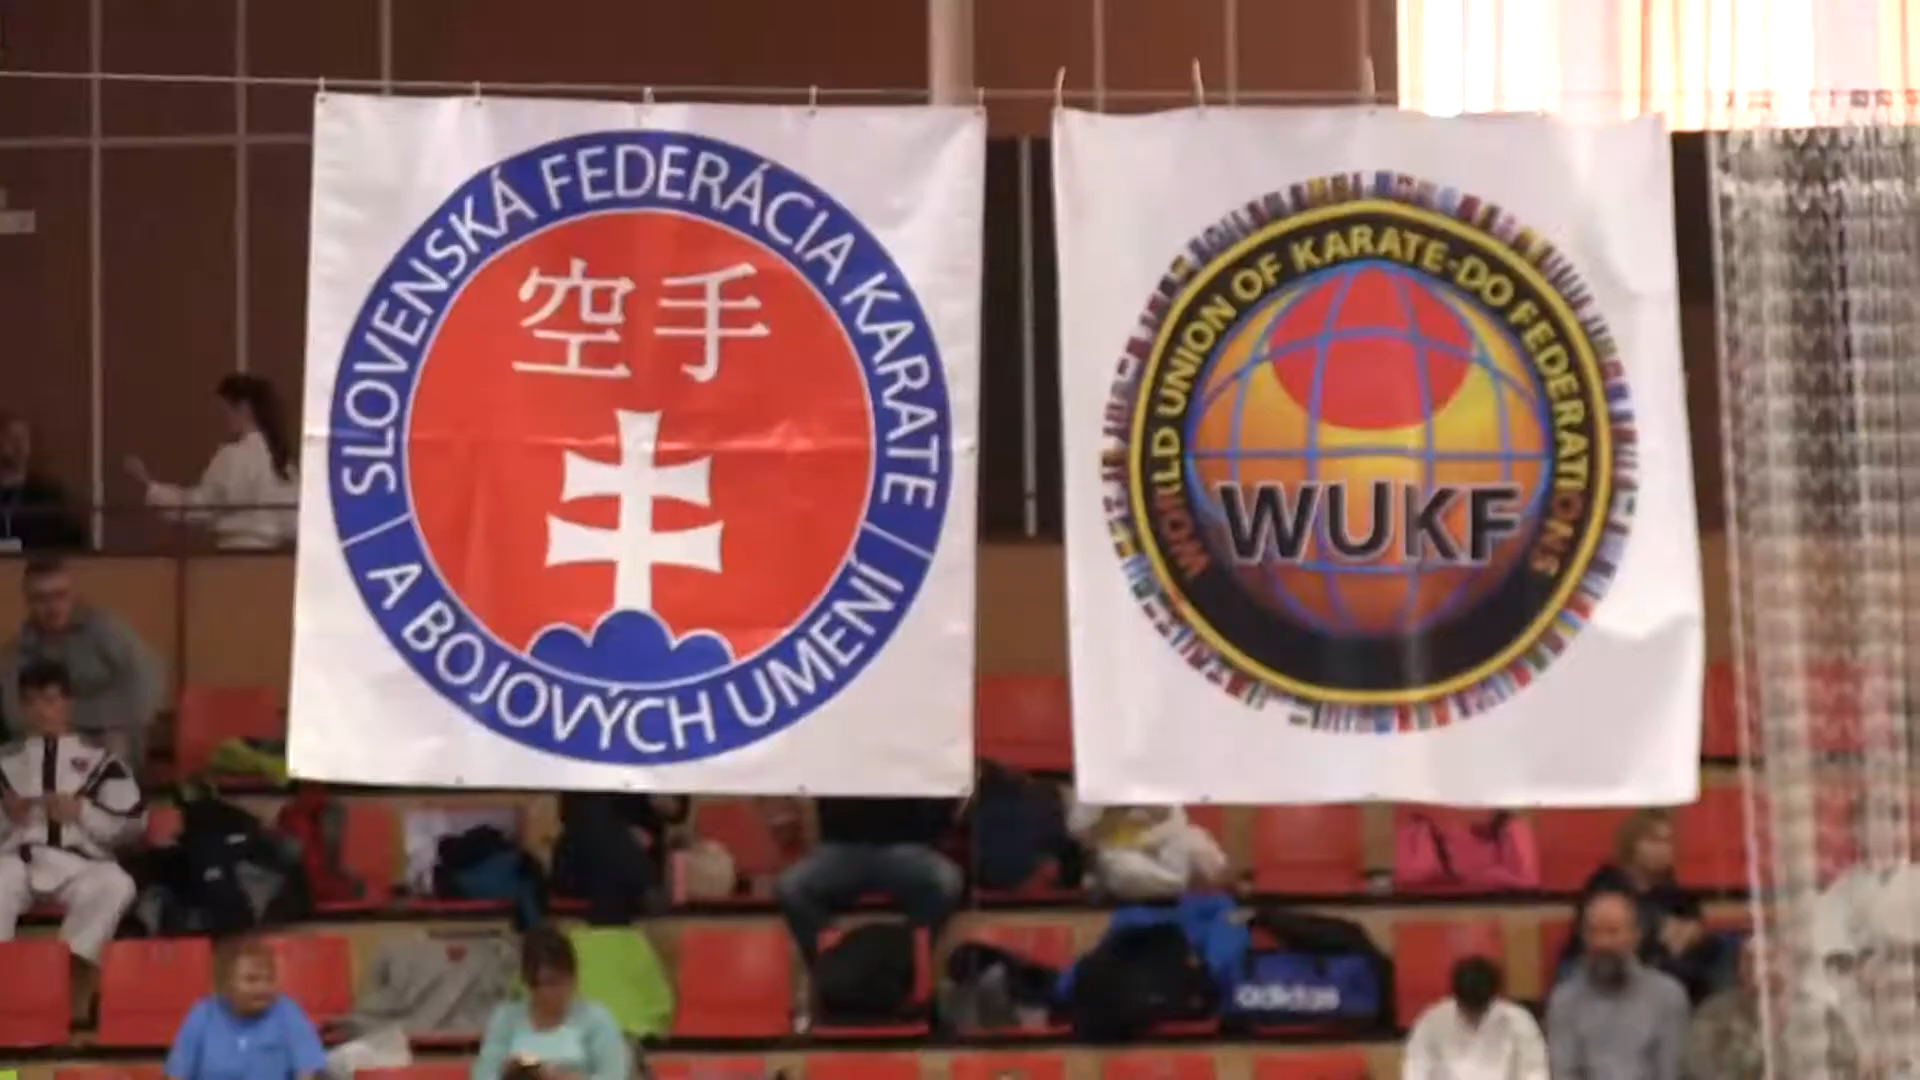 SLOVENSKÁ FEDERÁCIA KARATE
空手
A BOJOVÝCH UMENÍ
WORLD UNION OF KARATE-DO FEDERATIONS
WUKF
adidas